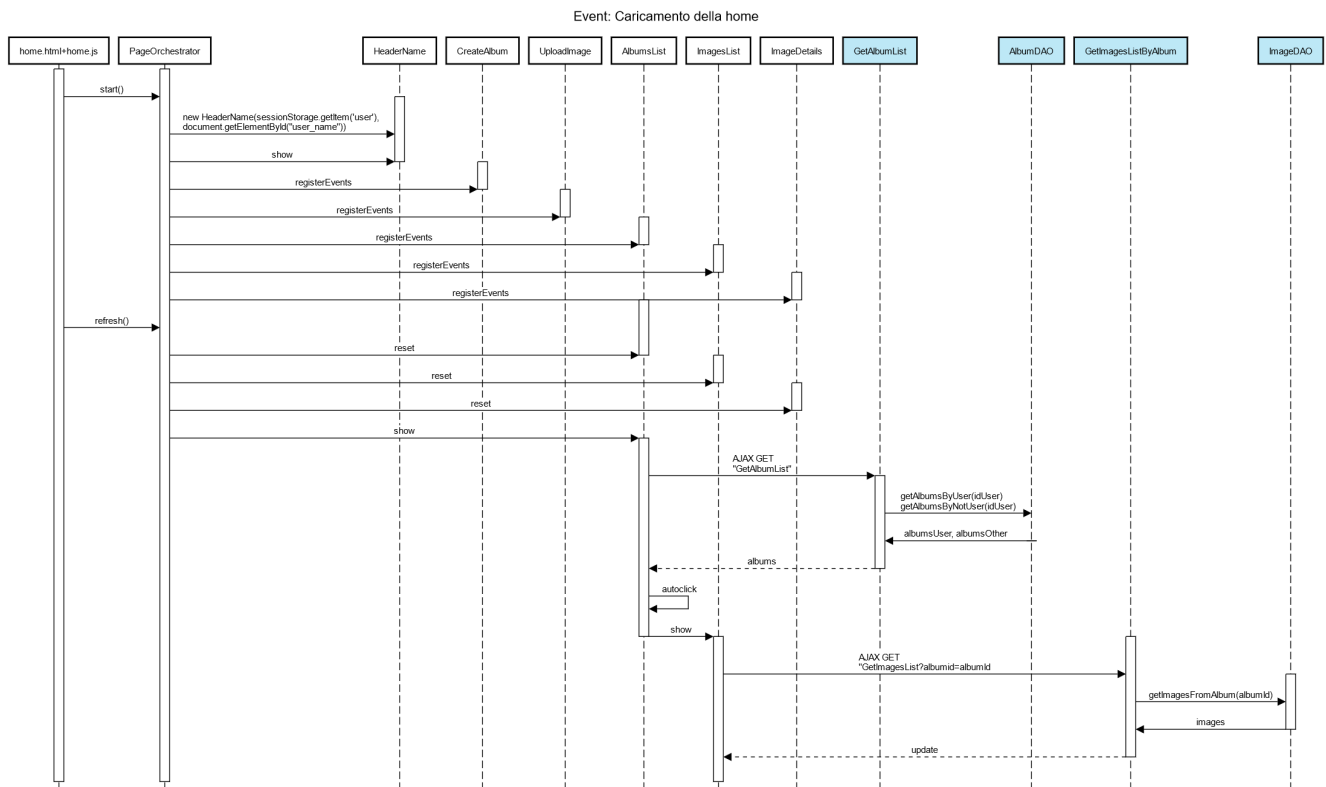 Event: Caricamento della home
home.html+home.js
PageOrchestrator
HeaderName
CreateAlbum
UploadImage
AlbumsList
ImagesList
ImageDetails
GetAlbumList
AlbumDAO
GetImagesListByAlbum
ImageDAO
start()
new HeaderName(sessionStorage.getItem('user'),
document.getElementById("user_name"))
show
registerEvents
registerEvents
registerEvents
registerEvents
registerEvents
refresh()
reset
reset
reset
show
AJAX GET
"GetAlbumList"
getAlbumsByUser(idUser)
getAlbumsByNotUser(idUser)
albumsUser, albumsOther
albums
autoclick
show
AJAX GET
"GetImagesList?albumid=albumId
getImagesFromAlbum(albumId)
images
update